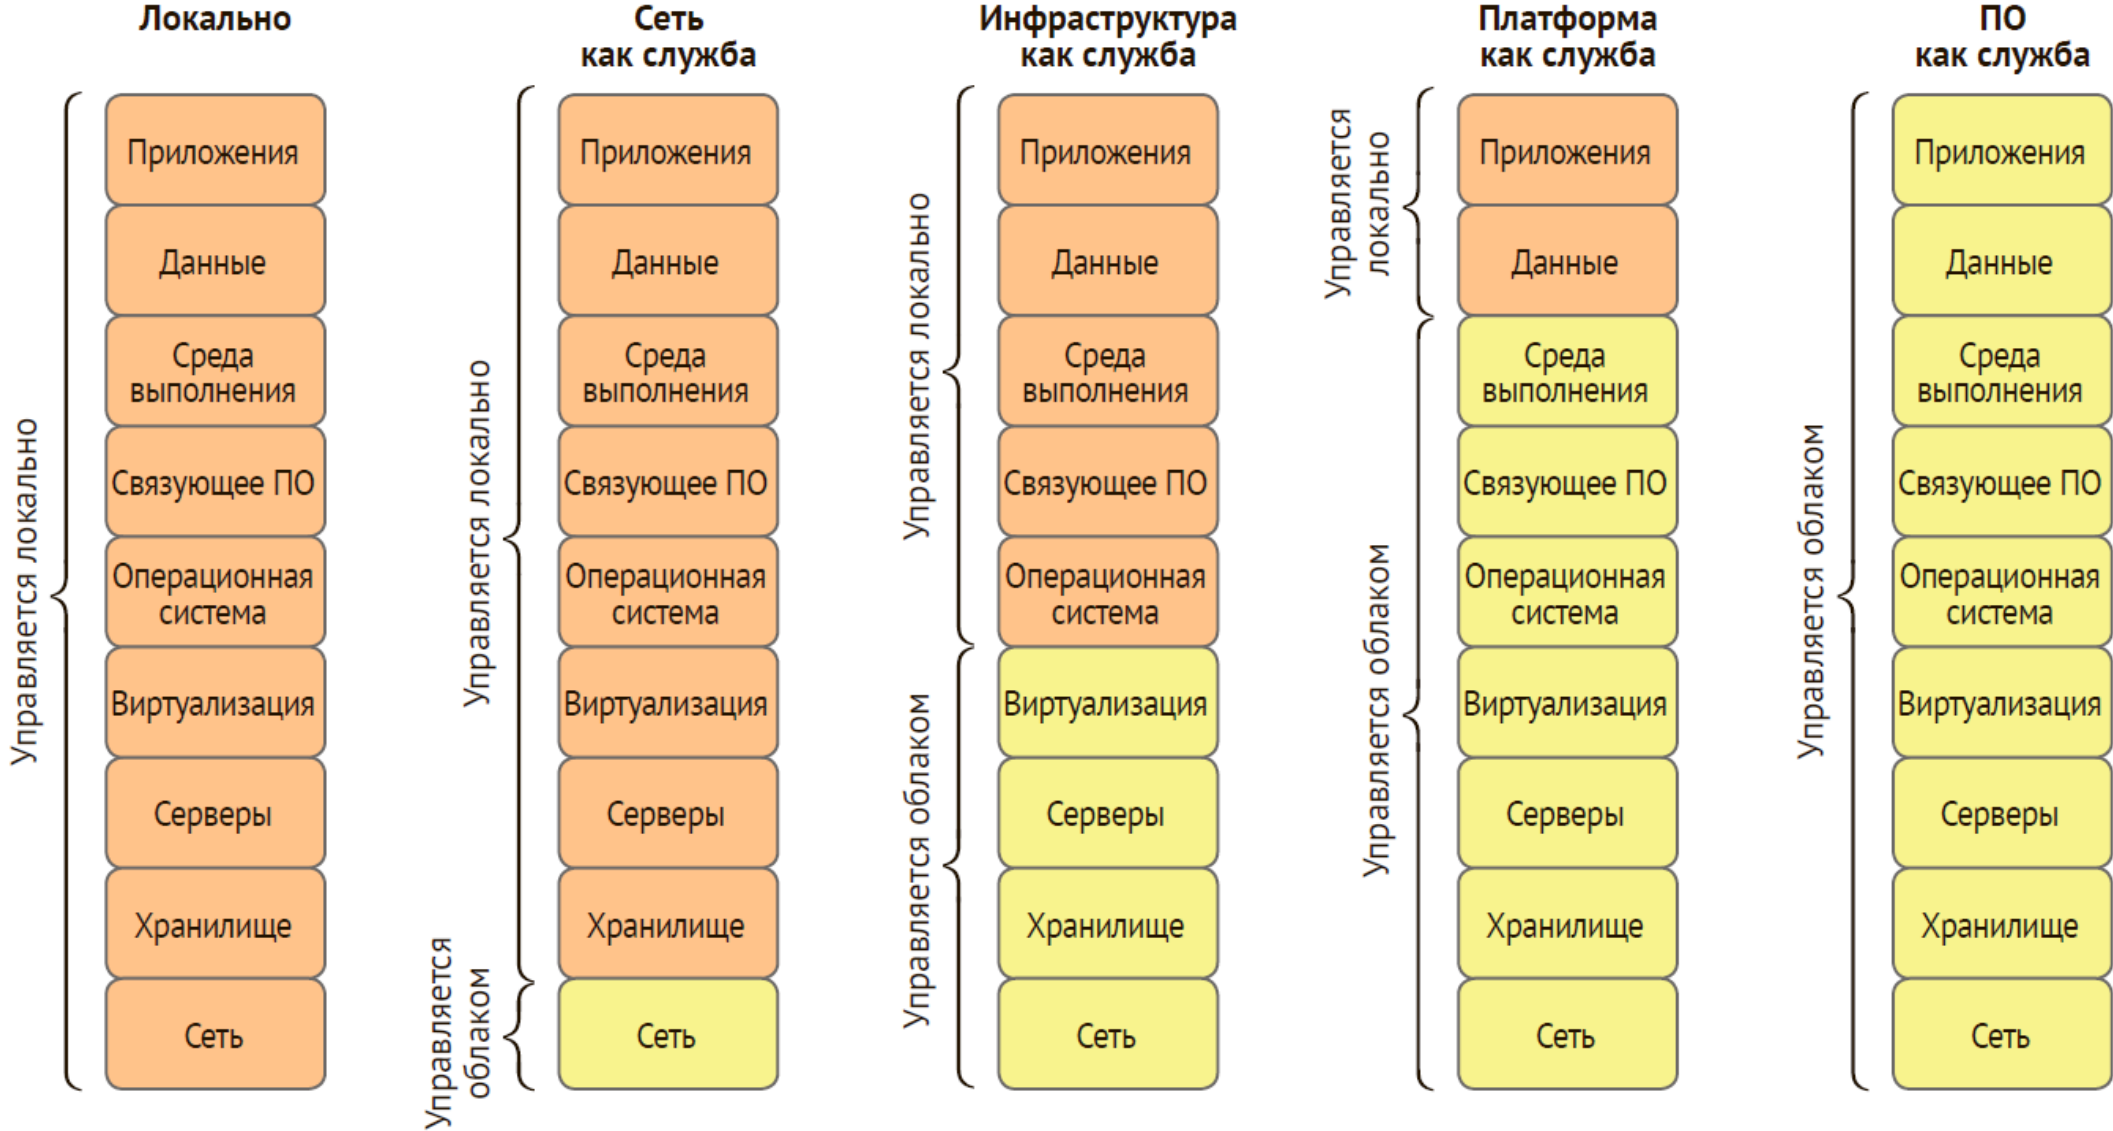 Локально
Управляется локально
Приложения
Данные
Среда
выполнения
Связующее ПО
Операционная
система
Виртуализация
Серверы
Хранилище
Сеть
Сеть
как служба
Управляется локально
Управляется
облаком
Приложения
Данные
Среда
выполнения
Связующее ПО
Операционная
система
Виртуализация
Серверы
Хранилище
Сеть
Инфраструктура
как служба
Управляется локально
Управляется облаком
Приложения
Данные
Среда
выполнения
Связующее ПО
Операционная
система
Виртуализация
Серверы
Хранилище
Сеть
Платформа
как служба
Управляется
локально
Управляется облаком
Приложения
Данные
Среда
выполнения
Связующее ПО
Операционная
система
Виртуализация
Серверы
Хранилище
Сеть
ПО
как служба
Управляется облаком
Приложения
Данные
Среда
выполнения
Связующее ПО
Операционная
система
Виртуализация
Серверы
Хранилище
Сеть